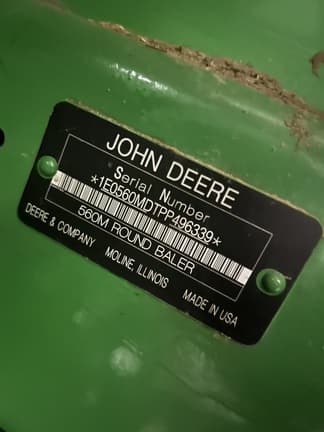 JOHN DEERE
Serial Number
*1E0560MDTPP496339*
560M ROUND BALER
DEERE & COMPANY MOLINE, ILLINOIS MADE IN USA